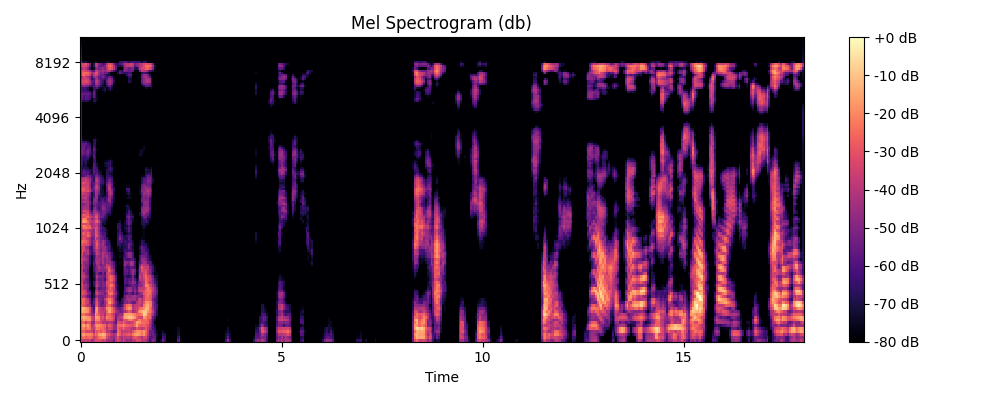 Mel Spectrogram (db)
Hz
8192
4096
2048
1024
512
0
0
5
10
15
Time
+0 dB
-10 dB
-20 dB
-30 dB
-40 dB
-50 dB
-60 dB
-70 dB
-80 dB